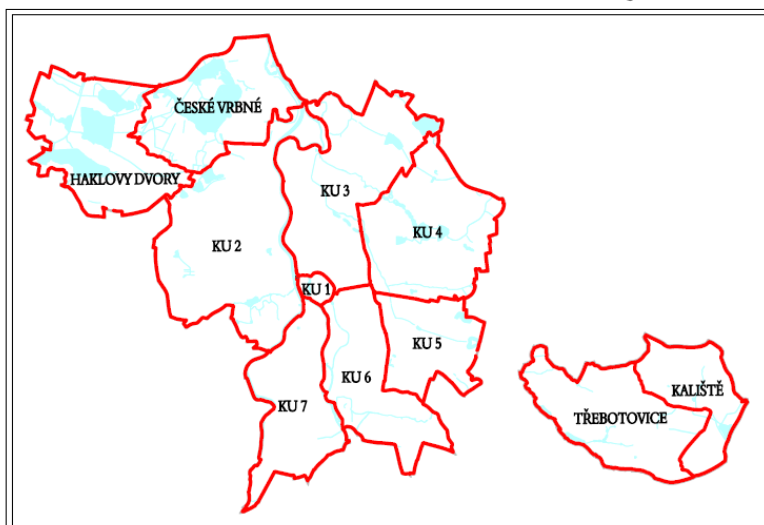 ČESKÉ VRBNÉ
HAKLOVY DVORY
KU 3
KU 4
KU 2
KU 1
KU 5
KU 6
KU 7
KALIŠTĚ
TŘEBOTOVICE